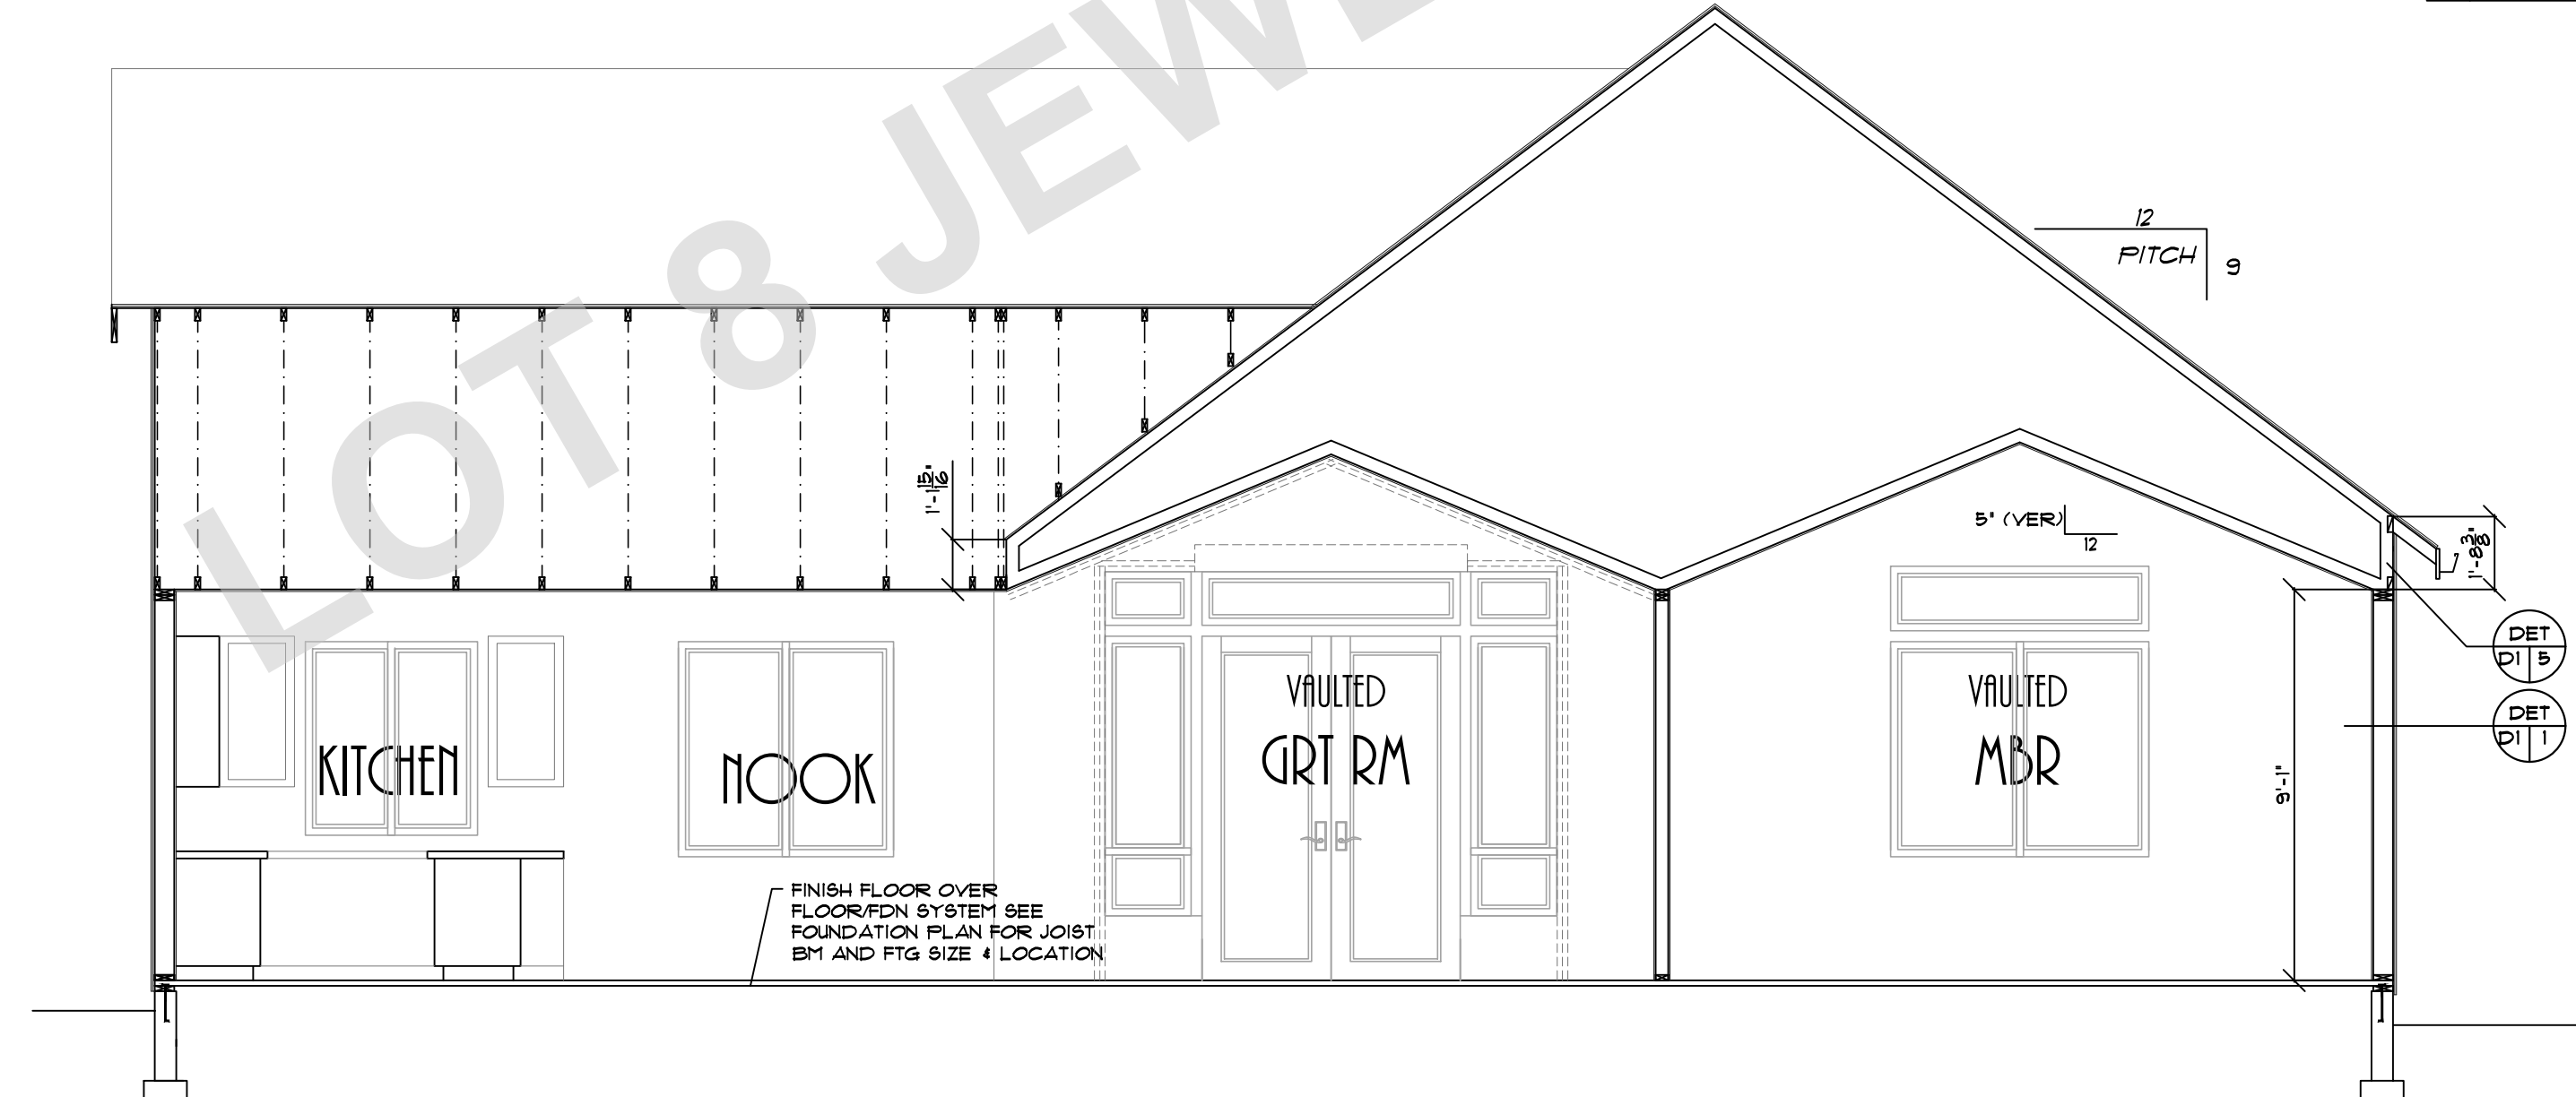 LOT 8 JEWE
12
PITCH
9
1'-1 15/16"
5" (VER)
12
1'-8 3/8"
DET
D1 5
DET
D1 1
VAULTED
GRT RM
VAULTED
MBR
KITCHEN
NOOK
9'-1"
FINISH FLOOR OVER
FLOOR/FDN SYSTEM SEE
FOUNDATION PLAN FOR JOIST
BM AND FTG SIZE & LOCATION